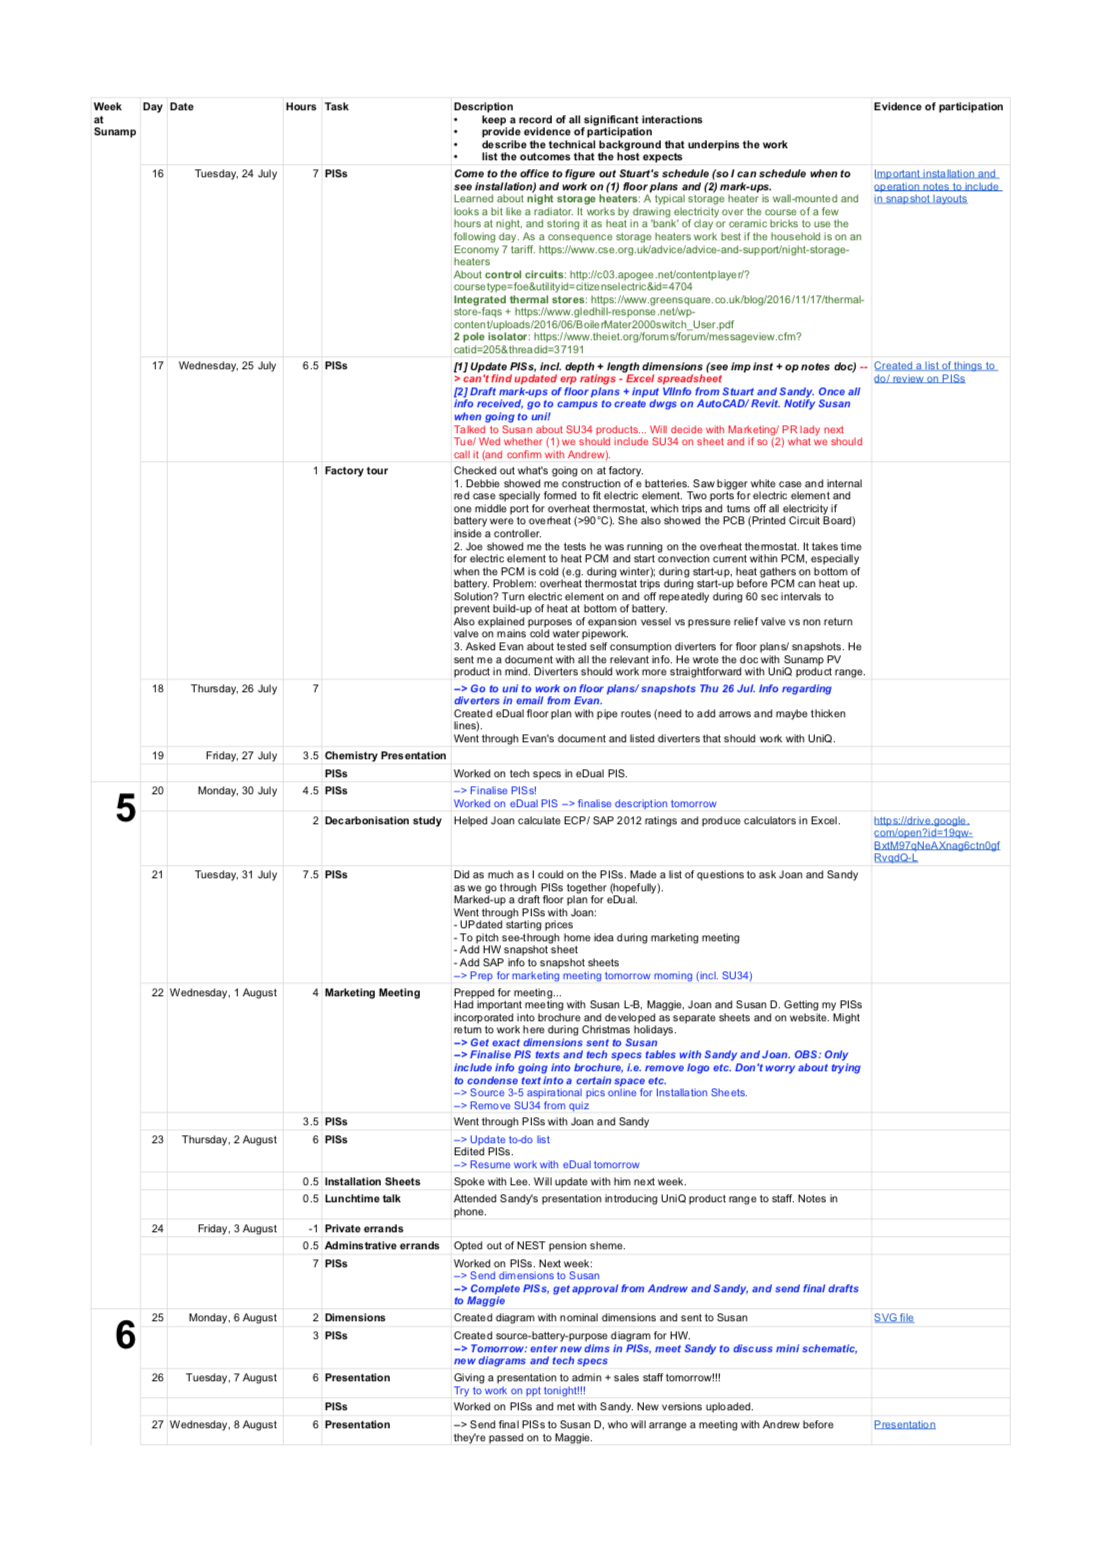 Week at Sunamp Day Date Hours Task Description Evidence of participation
• keep a record of all significant interactions
• provide evidence of participation
• describe the technical background that underpins the work
• list the outcomes that the host expects
16 Tuesday, 24 July 7 PISs Come to the office to figure out Stuart's schedule (so I can schedule when to
see installation) and work on (1) floor plans and (2) mark-ups.
Learned about night storage heaters: A typical storage heater is wall-mounted and
looks a bit like a radiator. It works by drawing electricity over the course of a few
hours at night, and storing it as heat in a 'bank' of clay or ceramic bricks to use the
following day. As a consequence storage heaters work best if the household is on an
Economy 7 tariff. https://www.cse.org.uk/advice/advice-and-support/night-storage-
heaters
About control circuits: http://c03.apogee.net/contentplayer/?
coursetype=foe&utilityid=citizenselectric&id=4704
Integrated thermal stores: https://www.greensquare.co.uk/blog/2016/11/17/thermal-
store-faqs + https://www.gledhill-response.net/wp-
content/uploads/2016/06/BoilerMater2000switch_User.pdf
2 pole isolator: https://www.theiet.org/forums/forum/messageview.cfm?
catid=205&threadid=37191
Important installation and
operation notes to include
in snapshot layouts
17 Wednesday, 25 July 6.5 PISs [1] Update PISs, incl. depth + length dimensions (see imp inst + op notes doc) --
> can't find updated erp ratings - Excel spreadsheet
[2] Draft mark-ups of floor plans + input VIInfo from Stuart and Sandy. Once all
info received, go to campus to create dwgs on AutoCAD/ Revit. Notify Susan
when going to uni!
Talked to Susan about SU34 products... Will decide with Marketing/ PR lady next
Tue/ Wed whether (1) we should include SU34 on sheet and if so (2) what we should
call it (and confirm with Andrew).
Created a list of things to
do/ review on PISs
1 Factory tour Checked out what's going on at factory.
1. Debbie showed me construction of e batteries. Saw bigger white case and internal
red case specially formed to fit electric element. Two ports for electric element and
one middle port for overheat thermostat, which trips and turns off all electricity if
battery were to overheat (>90°C). She also showed the PCB (Printed Circuit Board)
inside a controller.
2. Joe showed me the tests he was running on the overheat thermostat. It takes time
for electric element to heat PCM and start convection current within PCM, especially
when the PCM is cold (e.g. during winter); during start-up, heat gathers on bottom of
battery. Problem: overheat thermostat trips during start-up before PCM can heat up.
Solution? Turn electric element on and off repeatedly during 60 sec intervals to
prevent build-up of heat at bottom of battery.
Also explained purposes of expansion vessel vs pressure relief valve vs non return
valve on mains cold water pipework.
3. Asked Evan about tested self consumption diverters for floor plans/ snapshots. He
sent me a document with all the relevant info. He wrote the doc with Sunamp PV
product in mind. Diverters should work more straightforward with UniQ product range.
18 Thursday, 26 July 7 –> Go to uni to work on floor plans/ snapshots Thu 26 Jul. Info regarding
diverters in email from Evan.
Created eDual floor plan with pipe routes (need to add arrows and maybe thicken
lines).
Went through Evan's document and listed diverters that should work with UniQ.
19 Friday, 27 July 3.5 Chemistry Presentation
PISs Worked on tech specs in eDual PIS.
5 20 Monday, 30 July 4.5 PISs –> Finalise PISs!
Worked on eDual PIS –> finalise description tomorrow
2 Decarbonisation study Helped Joan calculate ECP/ SAP 2012 ratings and produce calculators in Excel.
https://drive.google.
com/open?id=19qw-
BxtM97qNeAXnag6ctn0gf
RvqdQ-L
21 Tuesday, 31 July 7.5 PISs Did as much as I could on the PISs. Made a list of questions to ask Joan and Sandy
as we go through PISs together (hopefully).
Marked-up a draft floor plan for eDual.
Went through PISs with Joan:
- UPdated starting prices
- To pitch see-through home idea during marketing meeting
- Add HW snapshot sheet
- Add SAP info to snapshot sheets
–> Prep for marketing meeting tomorrow morning (incl. SU34)
22 Wednesday, 1 August 4 Marketing Meeting Prepped for meeting...
Had important meeting with Susan L-B, Maggie, Joan and Susan D. Getting my PISs
incorporated into brochure and developed as separate sheets and on website. Might
return to work here during Christmas holidays.
–> Get exact dimensions sent to Susan
–> Finalise PIS texts and tech specs tables with Sandy and Joan. OBS: Only
include info going into brochure, i.e. remove logo etc. Don't worry about trying
to condense text into a certain space etc.
–> Source 3-5 aspirational pics online for Installation Sheets.
–> Remove SU34 from quiz
3.5 PISs Went through PISs with Joan and Sandy
23 Thursday, 2 August 6 PISs –> Update to-do list
Edited PISs.
–> Resume work with eDual tomorrow
0.5 Installation Sheets Spoke with Lee. Will update with him next week.
0.5 Lunchtime talk Attended Sandy's presentation introducing UniQ product range to staff. Notes in
phone.
24 Friday, 3 August -1 Private errands
0.5 Adminstrative errands Opted out of NEST pension sheme.
7 PISs Worked on PISs. Next week:
–> Send dimensions to Susan
–> Complete PISs, get approval from Andrew and Sandy, and send final drafts
to Maggie
6 25 Monday, 6 August 2 Dimensions Created diagram with nominal dimensions and sent to Susan SVG file
3 PISs Created source-battery-purpose diagram for HW.
–> Tomorrow: enter new dims in PISs, meet Sandy to discuss mini schematic,
new diagrams and tech specs
26 Tuesday, 7 August 6 Presentation Giving a presentation to admin + sales staff tomorrow!!!
Try to work on ppt tonight!!!
PISs Worked on PISs and met with Sandy. New versions uploaded.
27 Wednesday, 8 August 6 Presentation –> Send final PISs to Susan D, who will arrange a meeting with Andrew before
they're passed on to Maggie.
Presentation